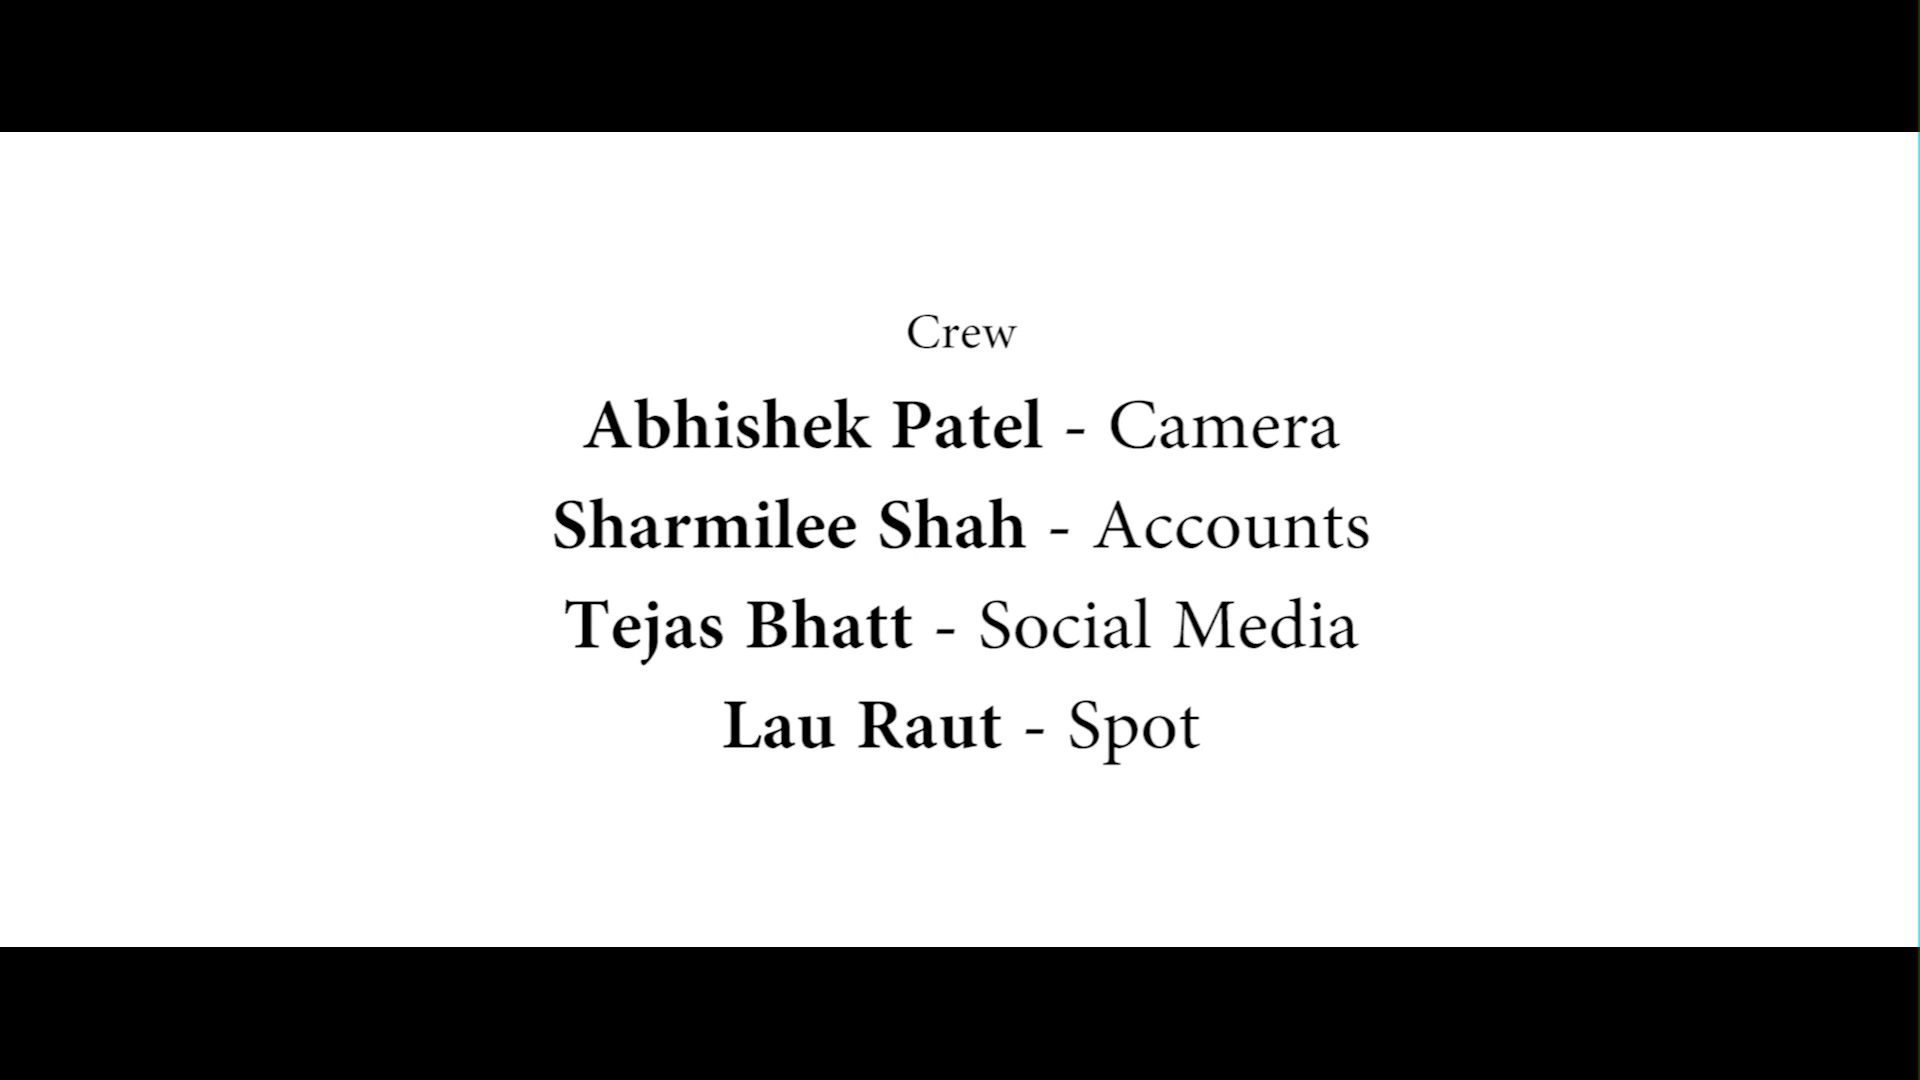 Crew
Abhishek Patel - Camera
Sharmilee Shah - Accounts
Tejas Bhatt - Social Media
Lau Raut - Spot